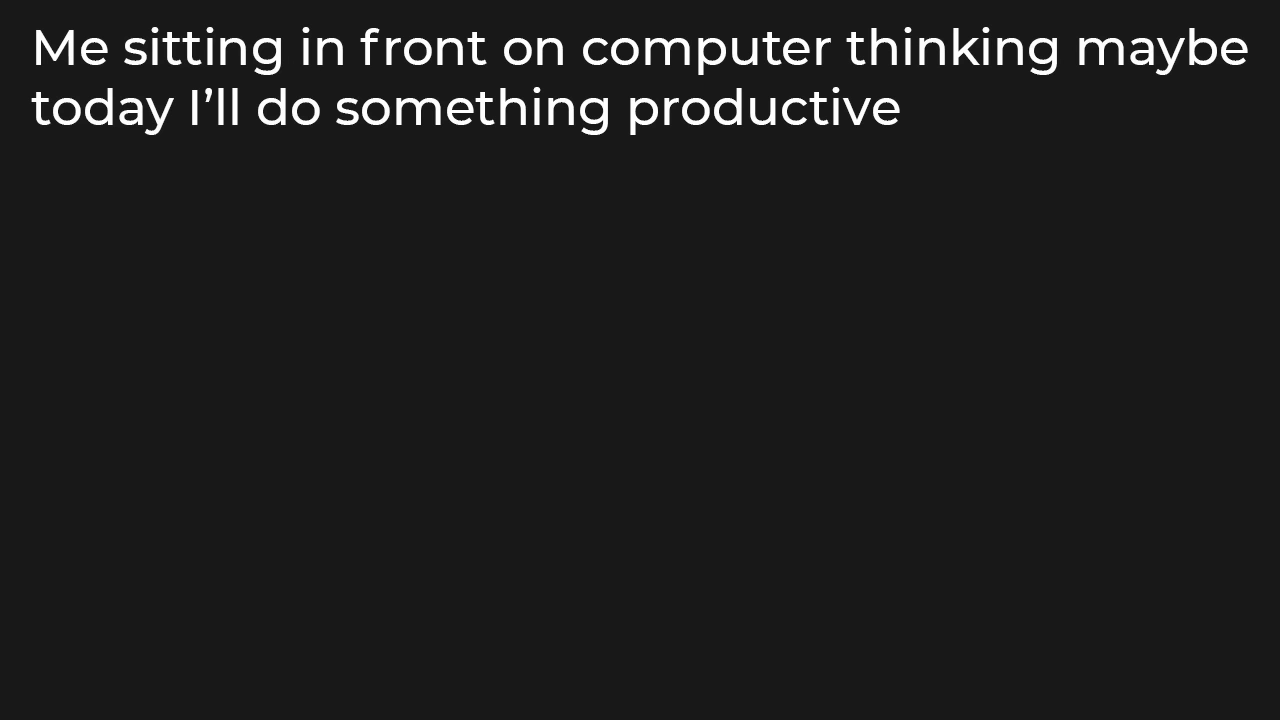 Me sitting in front on computer thinking maybe
today I’ll do something productive